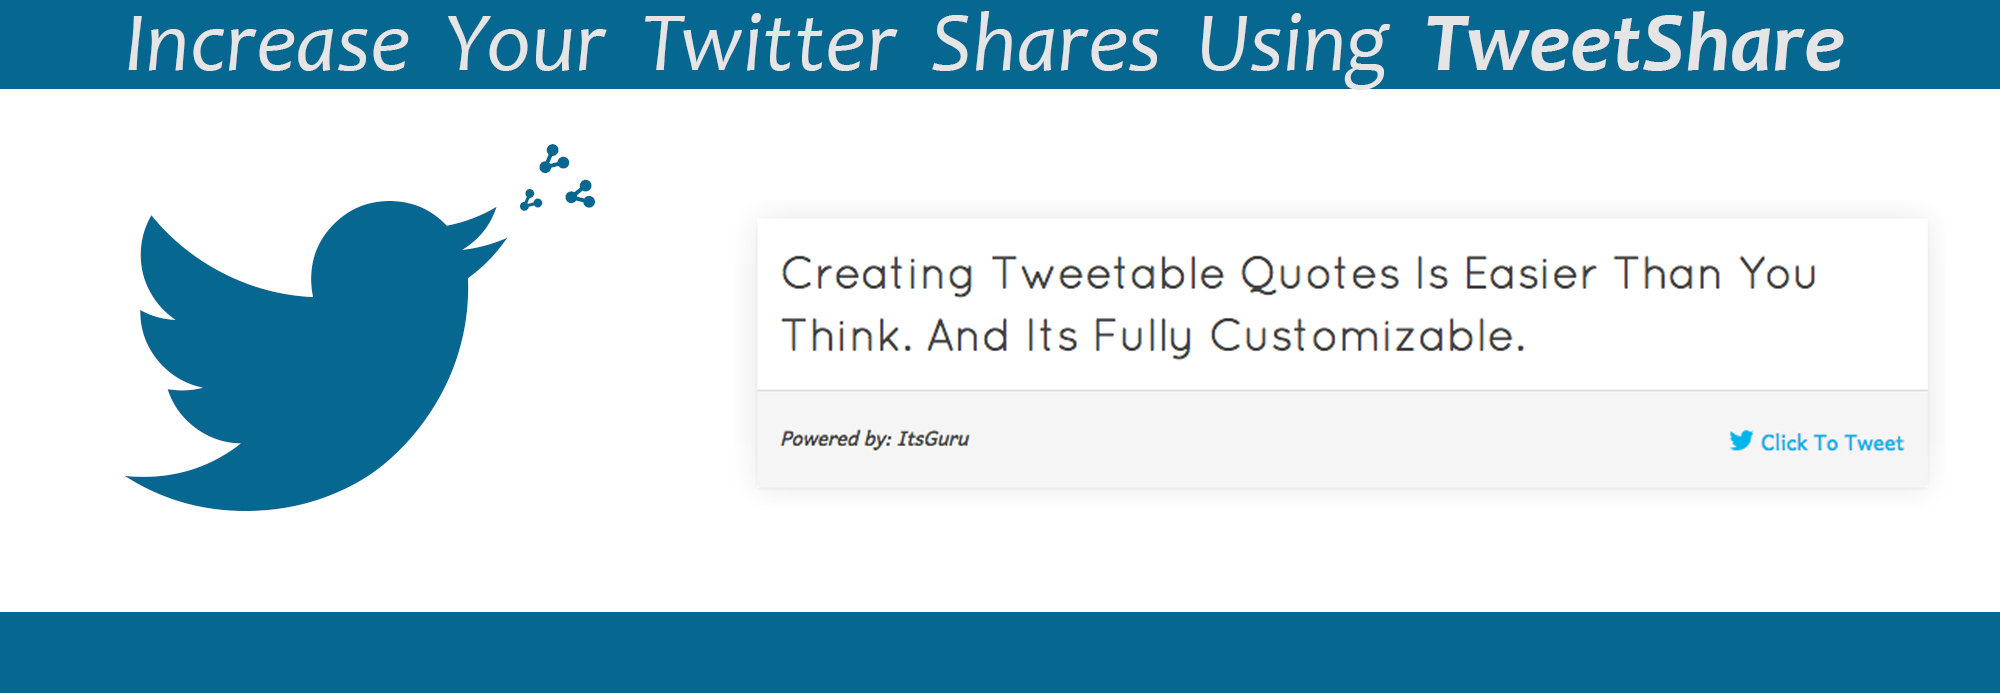 Increase Your Twitter Shares Using TweetShare
Creating Tweetable Quotes Is Easier Than You
Think. And Its Fully Customizable.
Powered by: ItsGuru
Click To Tweet